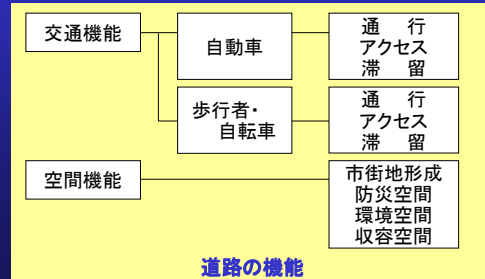 交通機能
自動車
通　行
アクセス
滞　留
歩行者・
自転車
通　行
アクセス
滞　留
空間機能
市街地形成
防災空間
環境空間
収容空間
道路の機能